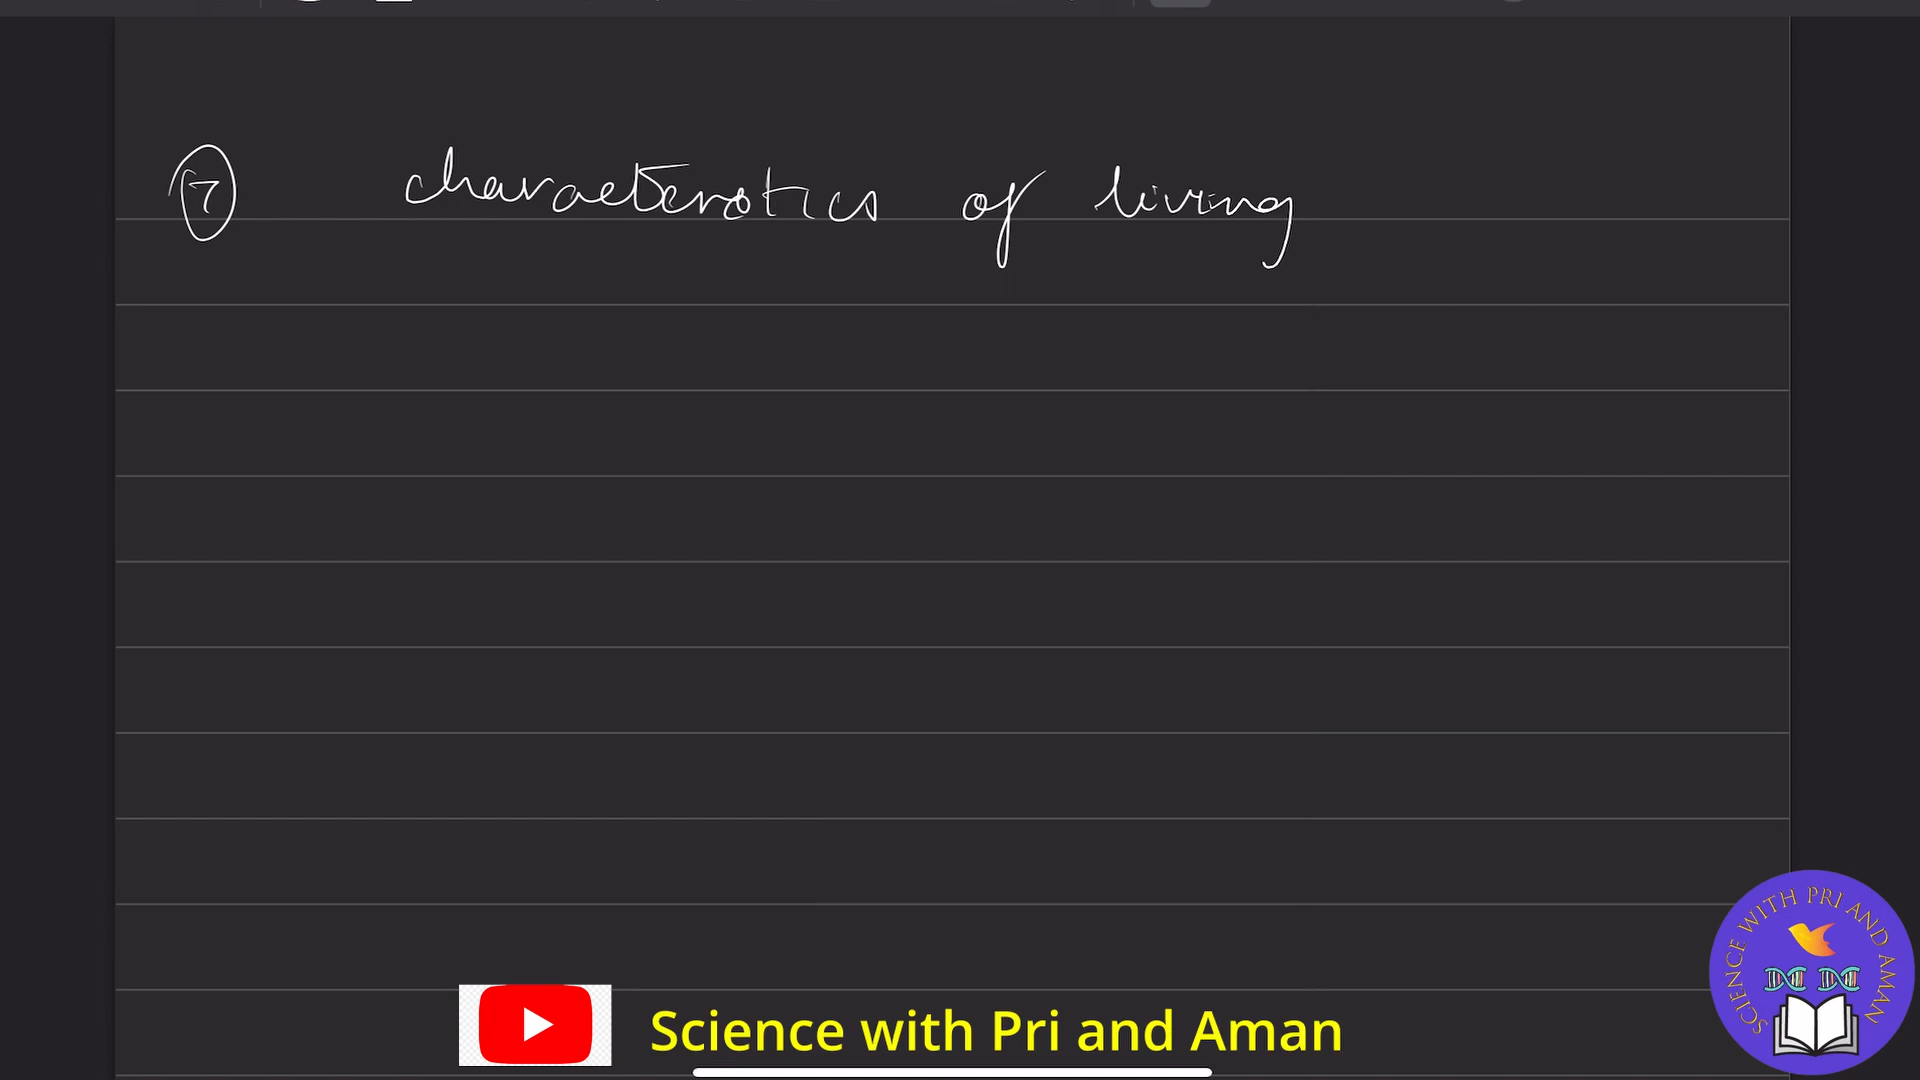 7 characteristics of living
Science with Pri and Aman
SCIENCE WITH PRI AND AMAN